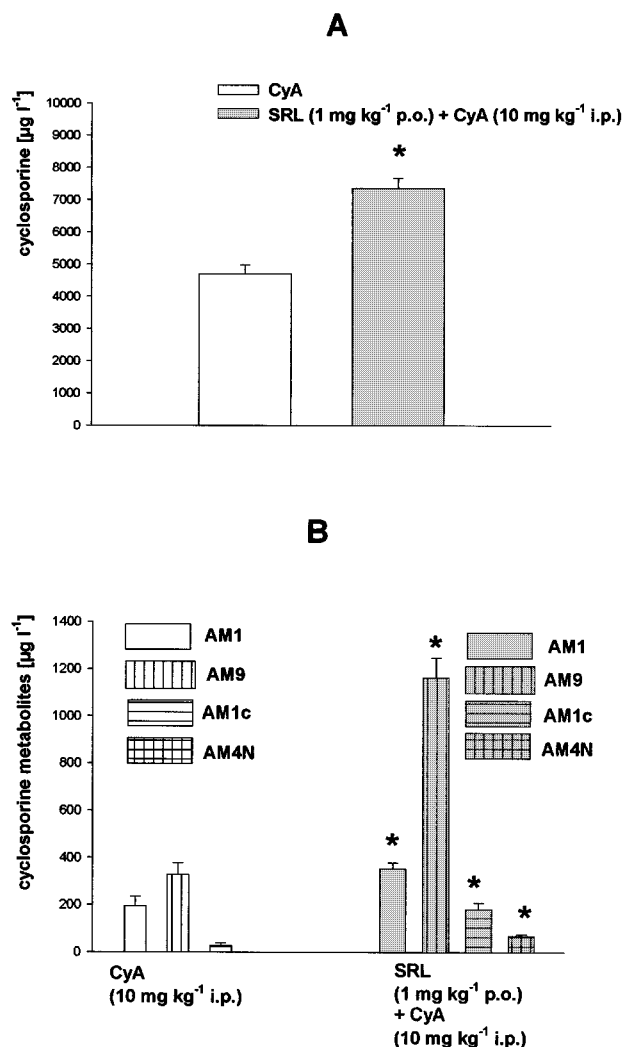 A
CyA
SRL (1 mg kg⁻¹ p.o.) + CyA (10 mg kg⁻¹ i.p.)
cyclosporine [µg l⁻¹]
10000
9000
8000
7000
6000
5000
4000
3000
2000
1000
0
*
B
cyclosporine metabolites [µg l⁻¹]
1400
1200
1000
800
600
400
200
0
AM1
AM9
AM1c
AM4N
AM1
AM9
AM1c
AM4N
*
*
*
*
CyA
(10 mg kg⁻¹ i.p.)
SRL
(1 mg kg⁻¹ p.o.)
+ CyA
(10 mg kg⁻¹ i.p.)